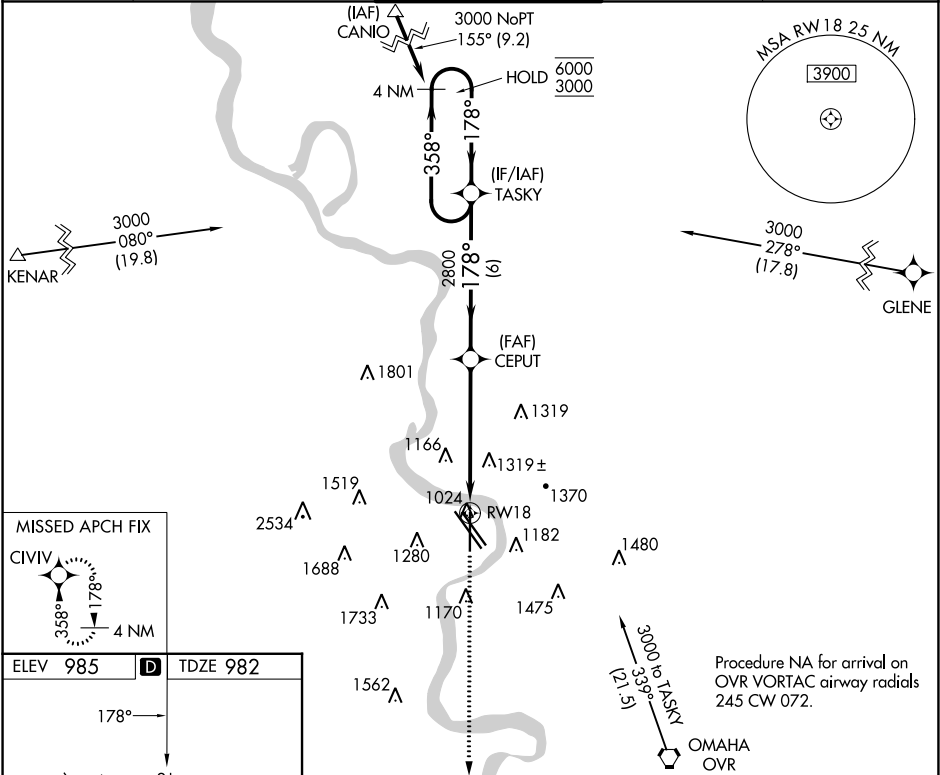 (IAF)
CANIO
3000 NoPT
155° (9.2)
HOLD
6000
3000
4 NM
358°
178°
(IF/IAF)
TASKY
MSA RW18 25 NM
3900
3000
080°
(19.8)
KENAR
3000
278°
(17.8)
GLENE
2800
178°
(6)
(FAF)
CEPUT
1801
1319
1166
1319 ±
1370
1519
1024
RW18
2534
1182
1280
1480
1688
1733
1170
1475
1562
MISSED APCH FIX
CIVIV
358°
178°
4 NM
ELEV 985
D
TDZE 982
178°
3000 to TASKY
339°
(21.5)
OMAHA
OVR
Procedure NA for arrival on
OVR VORTAC airway radials
245 CW 072.